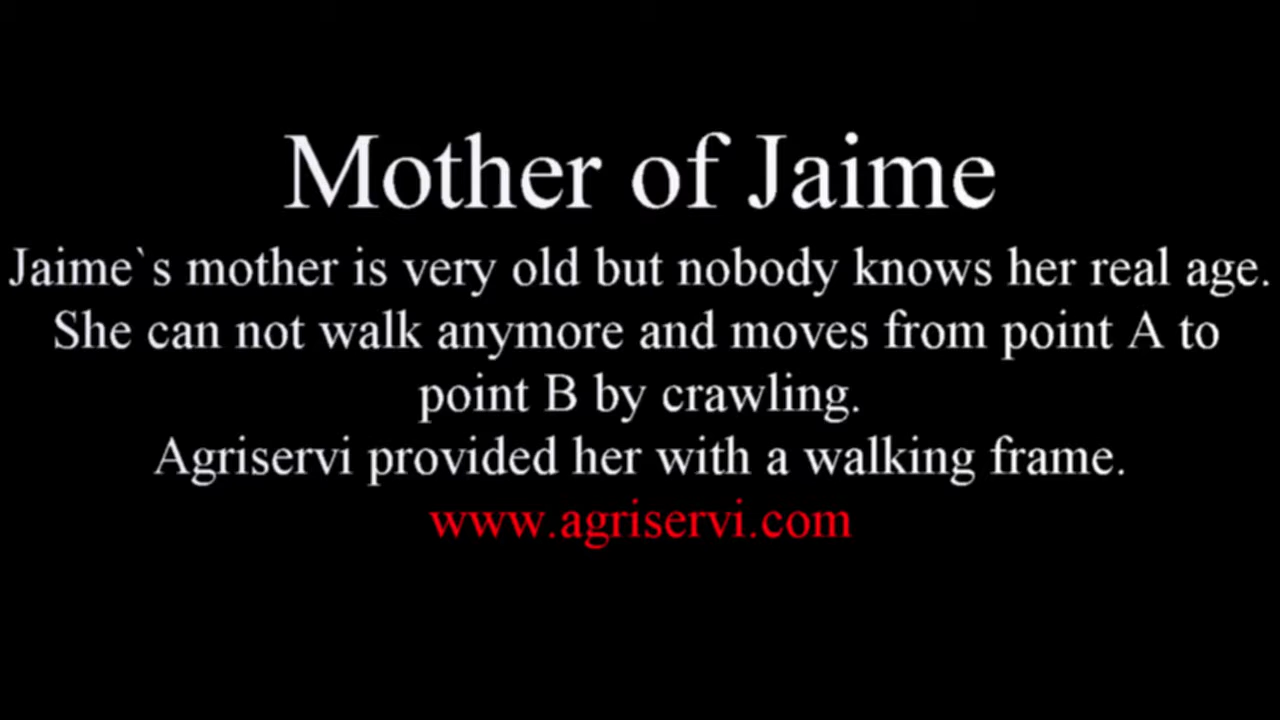 Mother of Jaime
Jaime`s mother is very old but nobody knows her real age.
She can not walk anymore and moves from point A to
point B by crawling.
Agriservi provided her with a walking frame.
www.agriservi.com